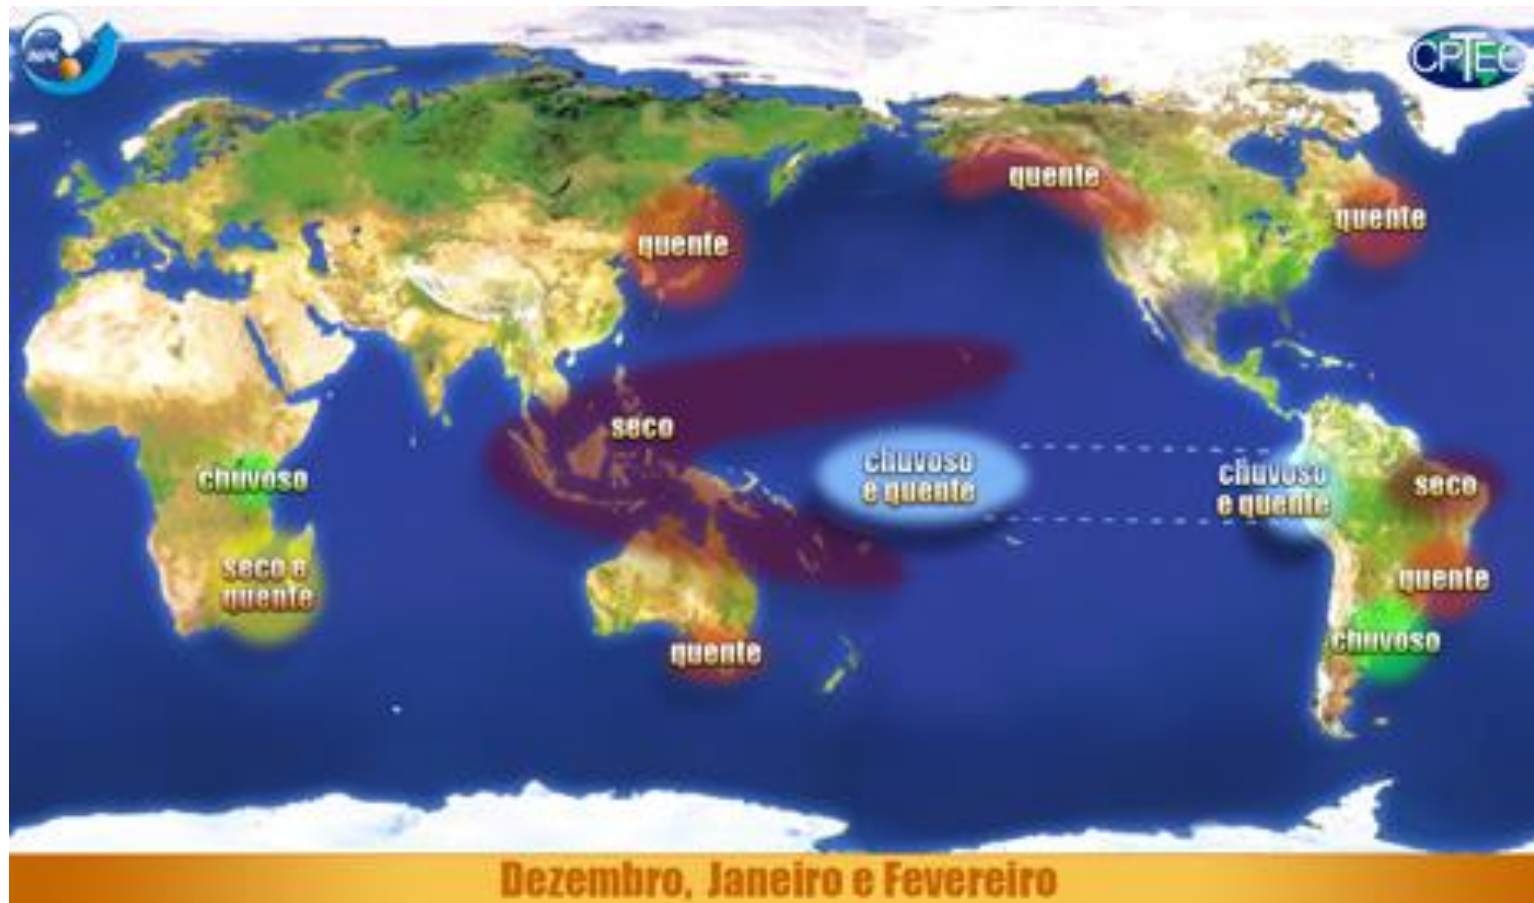 INPE
CPTEC
quente
quente
quente
seco
chuvoso
e quente
chuvoso
e quente
seco
chuvoso
seco e
quente
quente
quente
chuvoso
Dezembro, Janeiro e Fevereiro